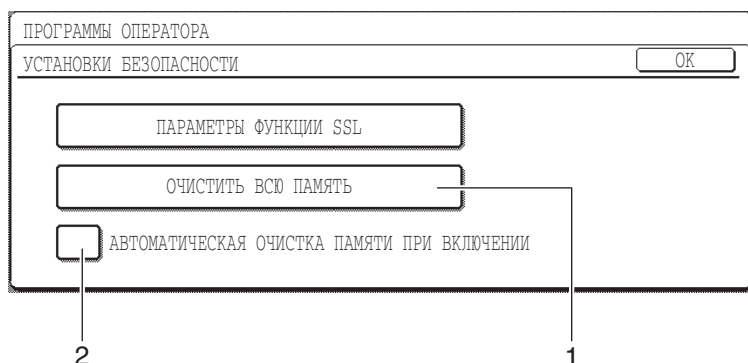 ПРОГРАММЫ ОПЕРАТОРА
УСТАНОВКИ БЕЗОПАСНОСТИ
OK
ПАРАМЕТРЫ ФУНКЦИИ SSL
ОЧИСТИТЬ ВСЮ ПАМЯТЬ
АВТОМАТИЧЕСКАЯ ОЧИСТКА ПАМЯТИ ПРИ ВКЛЮЧЕНИИ
2 1